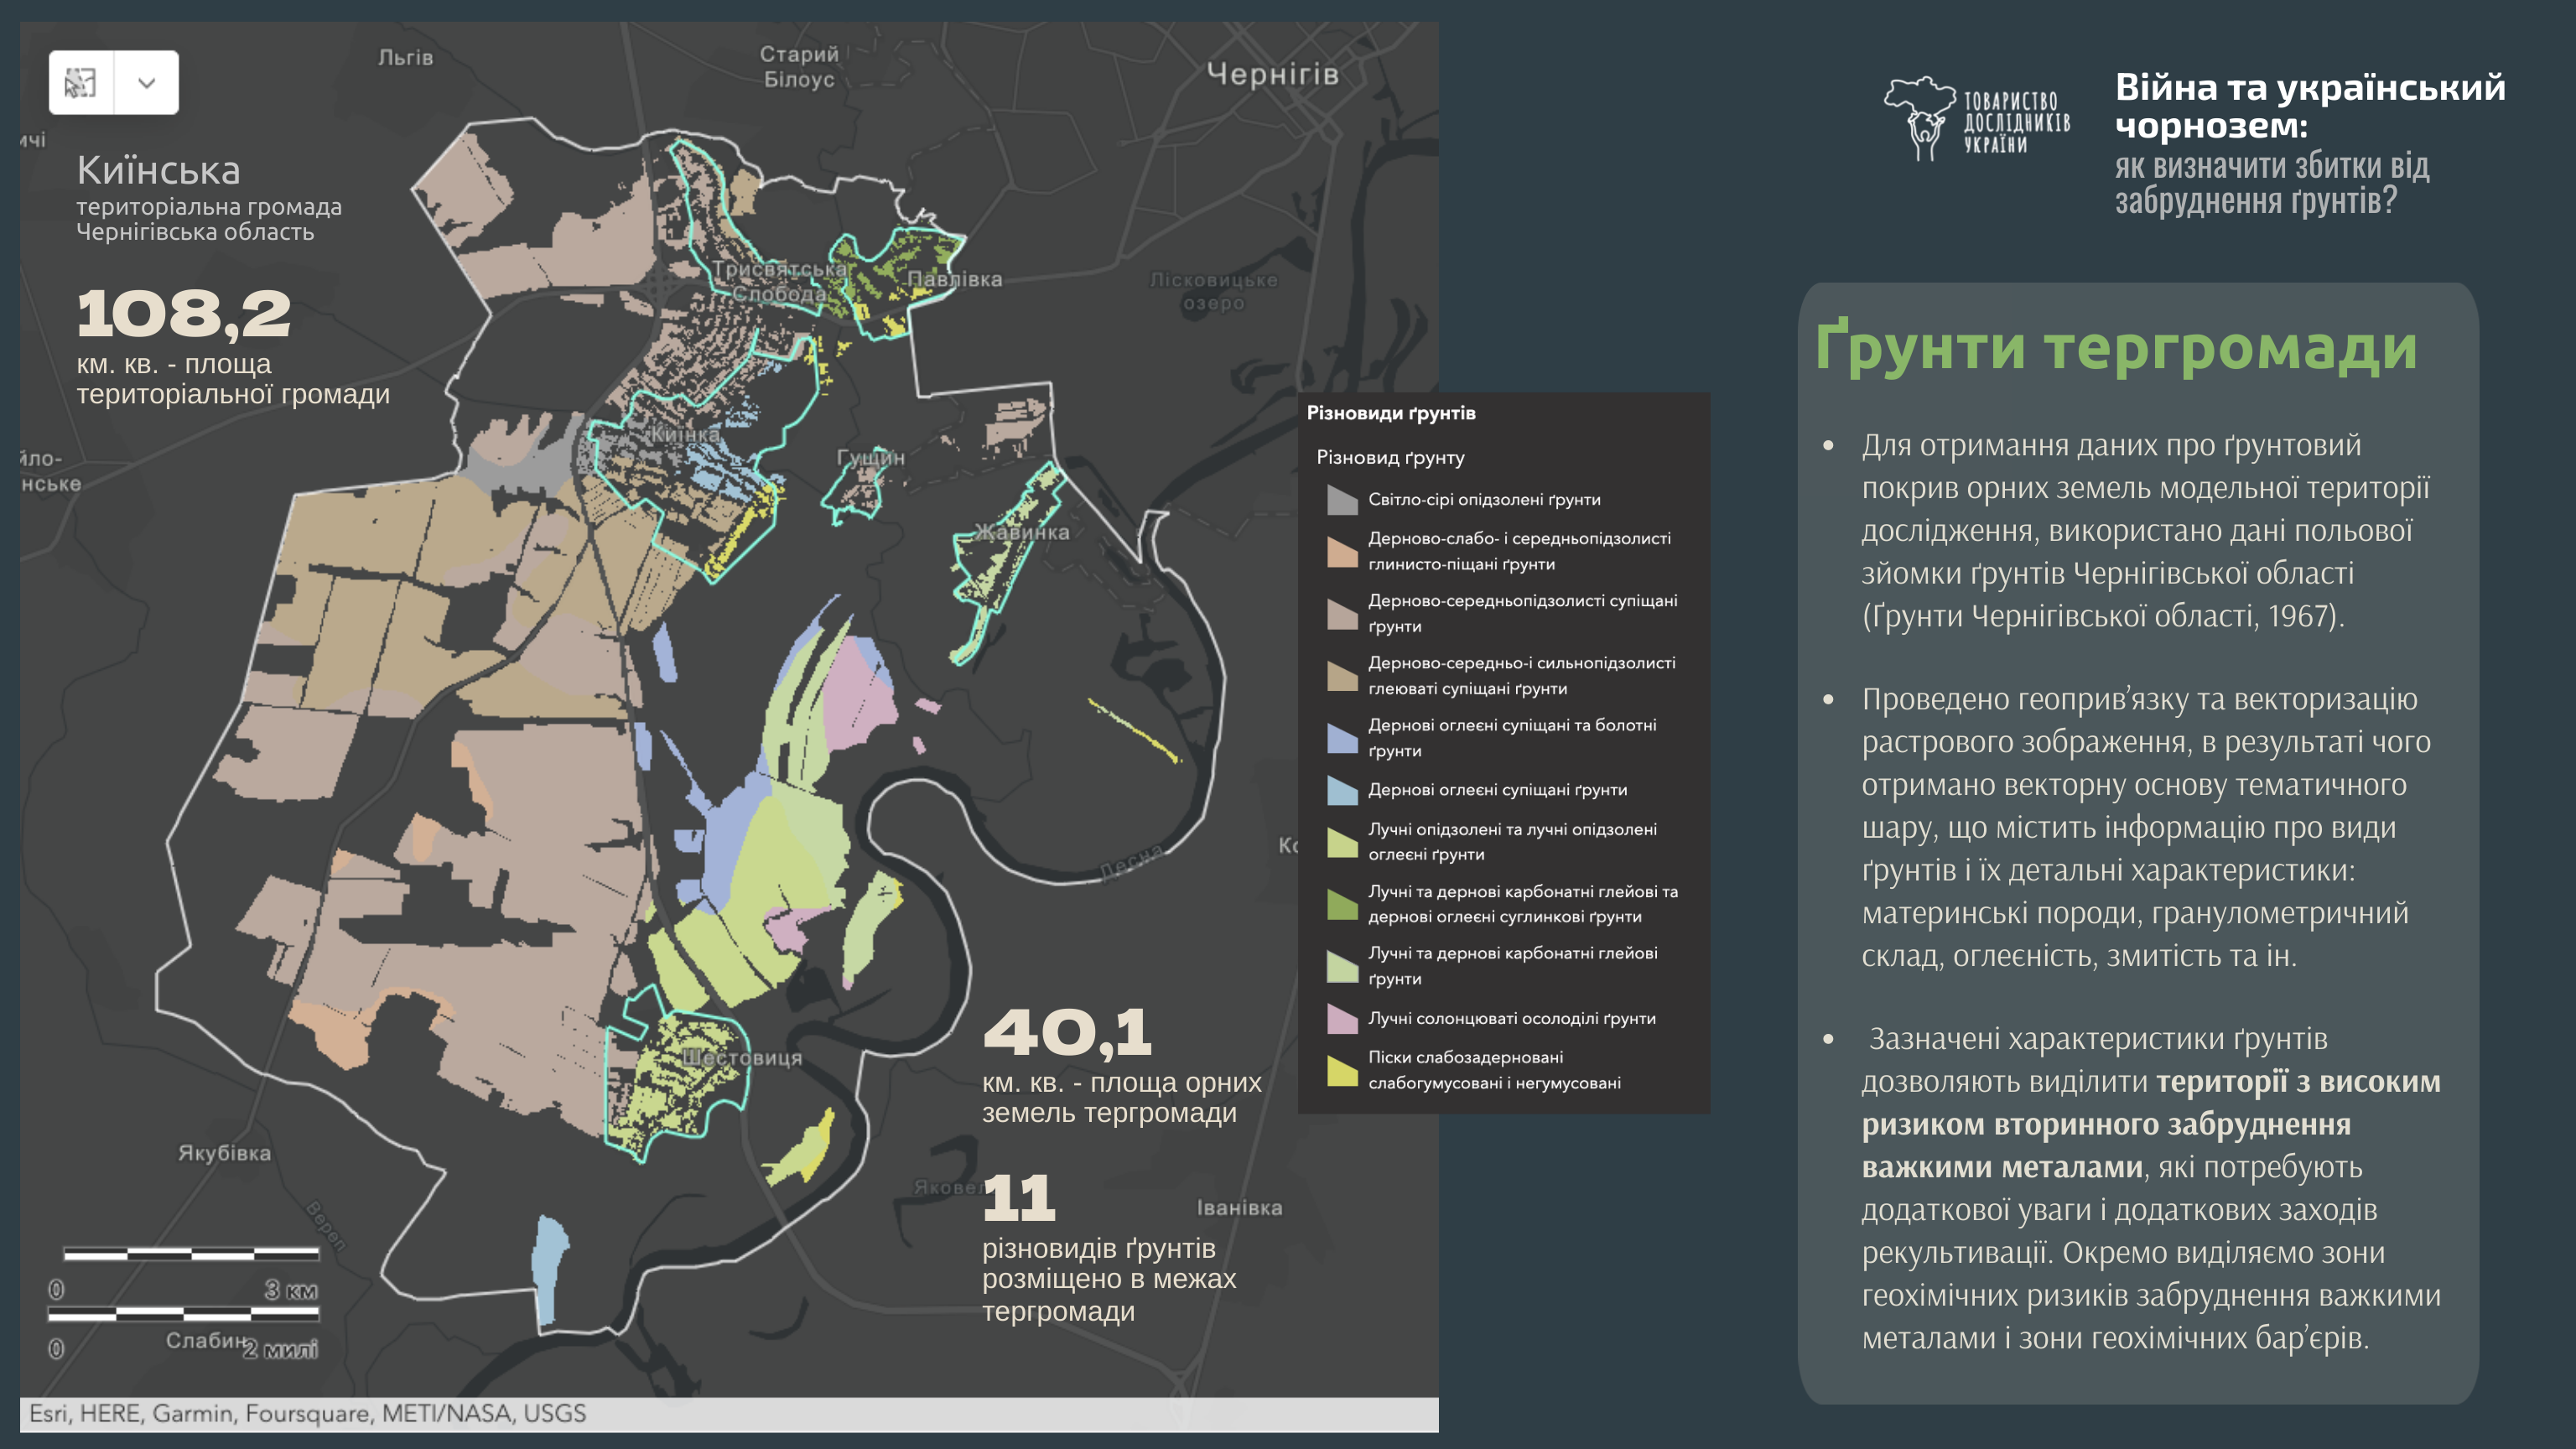 Львів
Старий
Білоус
Чернігів
ичі
Киїнська
територіальна громада
Чернігівська область
108,2
км. кв. - площа
територіальної громади
Трисвятська
Слобода
Павлівка
Лісковицьке
озеро
Киїнка
Гущин
Жавинка
йло-
нське
Десна
Ко
Шестовиця
Якубівка
Вереп
Яковел
Іванівка
Слабин
40,1
км. кв. - площа орних
земель тергромади
11
різновидів ґрунтів
розміщено в межах
тергромади
0 3 км
0 2 милі
Esri, HERE, Garmin, Foursquare, METI/NASA, USGS
Різновиди ґрунтів
Різновид ґрунту
Світло-сірі опідзолені ґрунти
Дерново-слабо- і середньопідзолисті
глинисто-піщані ґрунти
Дерново-середньопідзолисті супіщані
ґрунти
Дерново-середньо-і сильнопідзолисті
глеюваті супіщані ґрунти
Дернові оглеєні супіщані та болотні
ґрунти
Дернові оглеєні супіщані ґрунти
Лучні опідзолені та лучні опідзолені
оглеєні ґрунти
Лучні та дернові карбонатні глейові та
дернові оглеєні суглинкові ґрунти
Лучні та дернові карбонатні глейові
ґрунти
Лучні солонцюваті осолоділі ґрунти
Піски слабозадерновані
слабогумусовані і негумусовані
ТОВАРИСТВО
ДОСЛІДНИКІВ
УКРАЇНИ
Війна та український
чорнозем:
як визначити збитки від
забруднення ґрунтів?
Ґрунти тергромади
• Для отримання даних про ґрунтовий
покрив орних земель модельної території
дослідження, використано дані польової
зйомки ґрунтів Чернігівської області
(Ґрунти Чернігівської області, 1967).
• Проведено геоприв’язку та векторизацію
растрового зображення, в результаті чого
отримано векторну основу тематичного
шару, що містить інформацію про види
ґрунтів і їх детальні характеристики:
материнські породи, гранулометричний
склад, оглеєність, змитість та ін.
• Зазначені характеристики ґрунтів
дозволяють виділити території з високим
ризиком вторинного забруднення
важкими металами, які потребують
додаткової уваги і додаткових заходів
рекультивації. Окремо виділяємо зони
геохімічних ризиків забруднення важкими
металами і зони геохімічних бар’єрів.